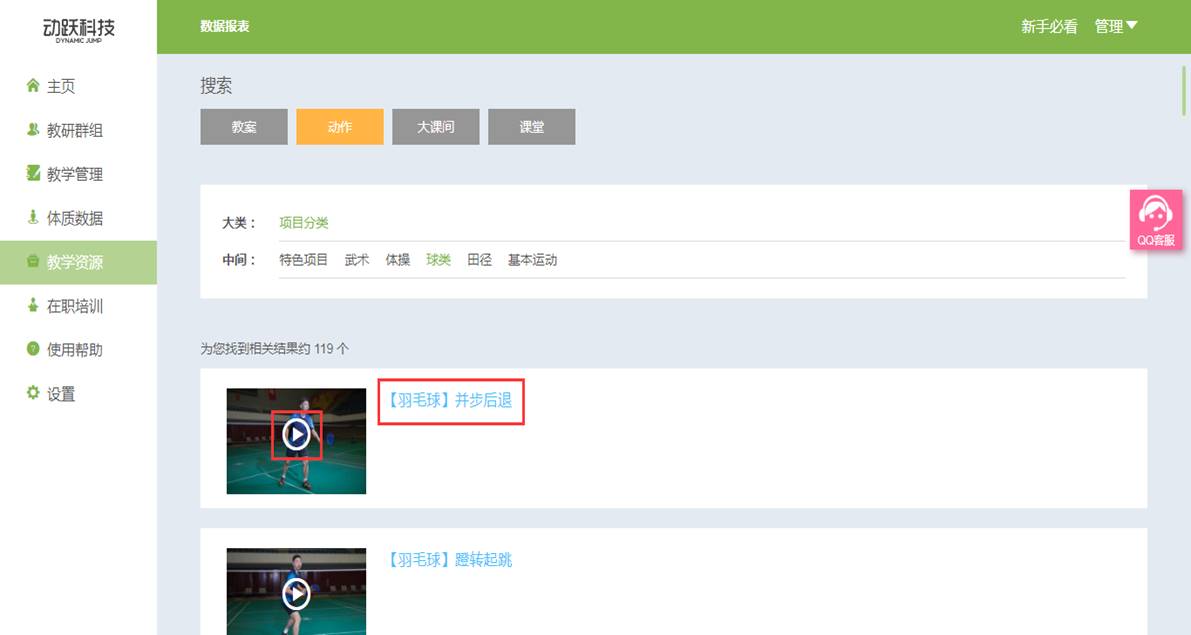 动跃科技
DYNAMIC JUMP
数据报表
新手必看 管理
主页
教研群组
教学管理
体质数据
教学资源
在职培训
使用帮助
设置
搜索
教案 动作 大课间 课堂
大类： 项目分类
中间： 特色项目 武术 体操 球类 田径 基本运动
QQ客服
为您找到相关结果约 119 个
【羽毛球】并步后退
【羽毛球】蹬转起跳